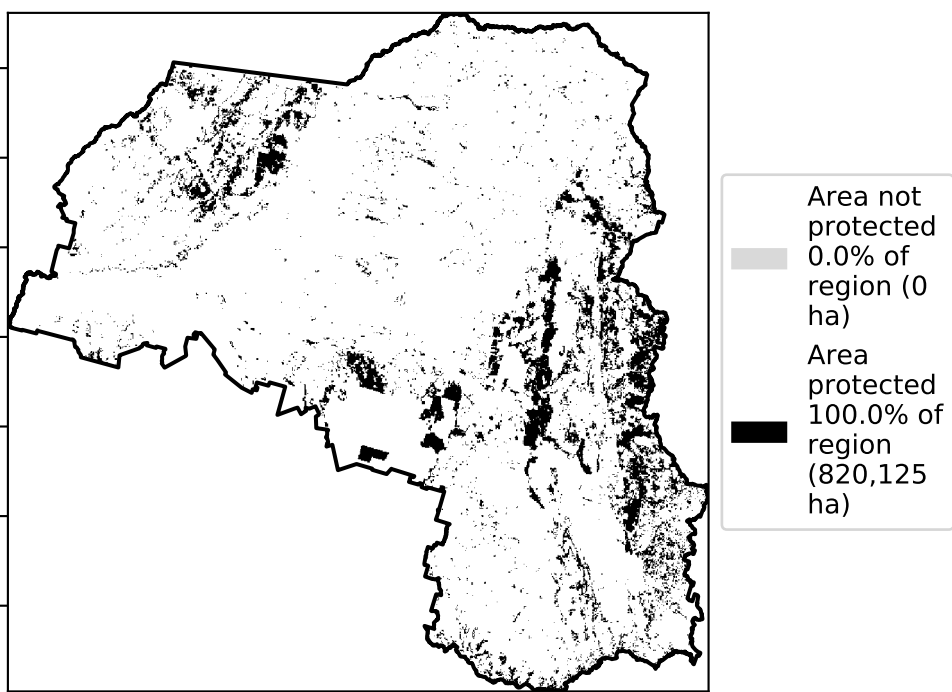 Area not
protected
0.0% of
region (0
ha)
Area
protected
100.0% of
region
(820,125
ha)